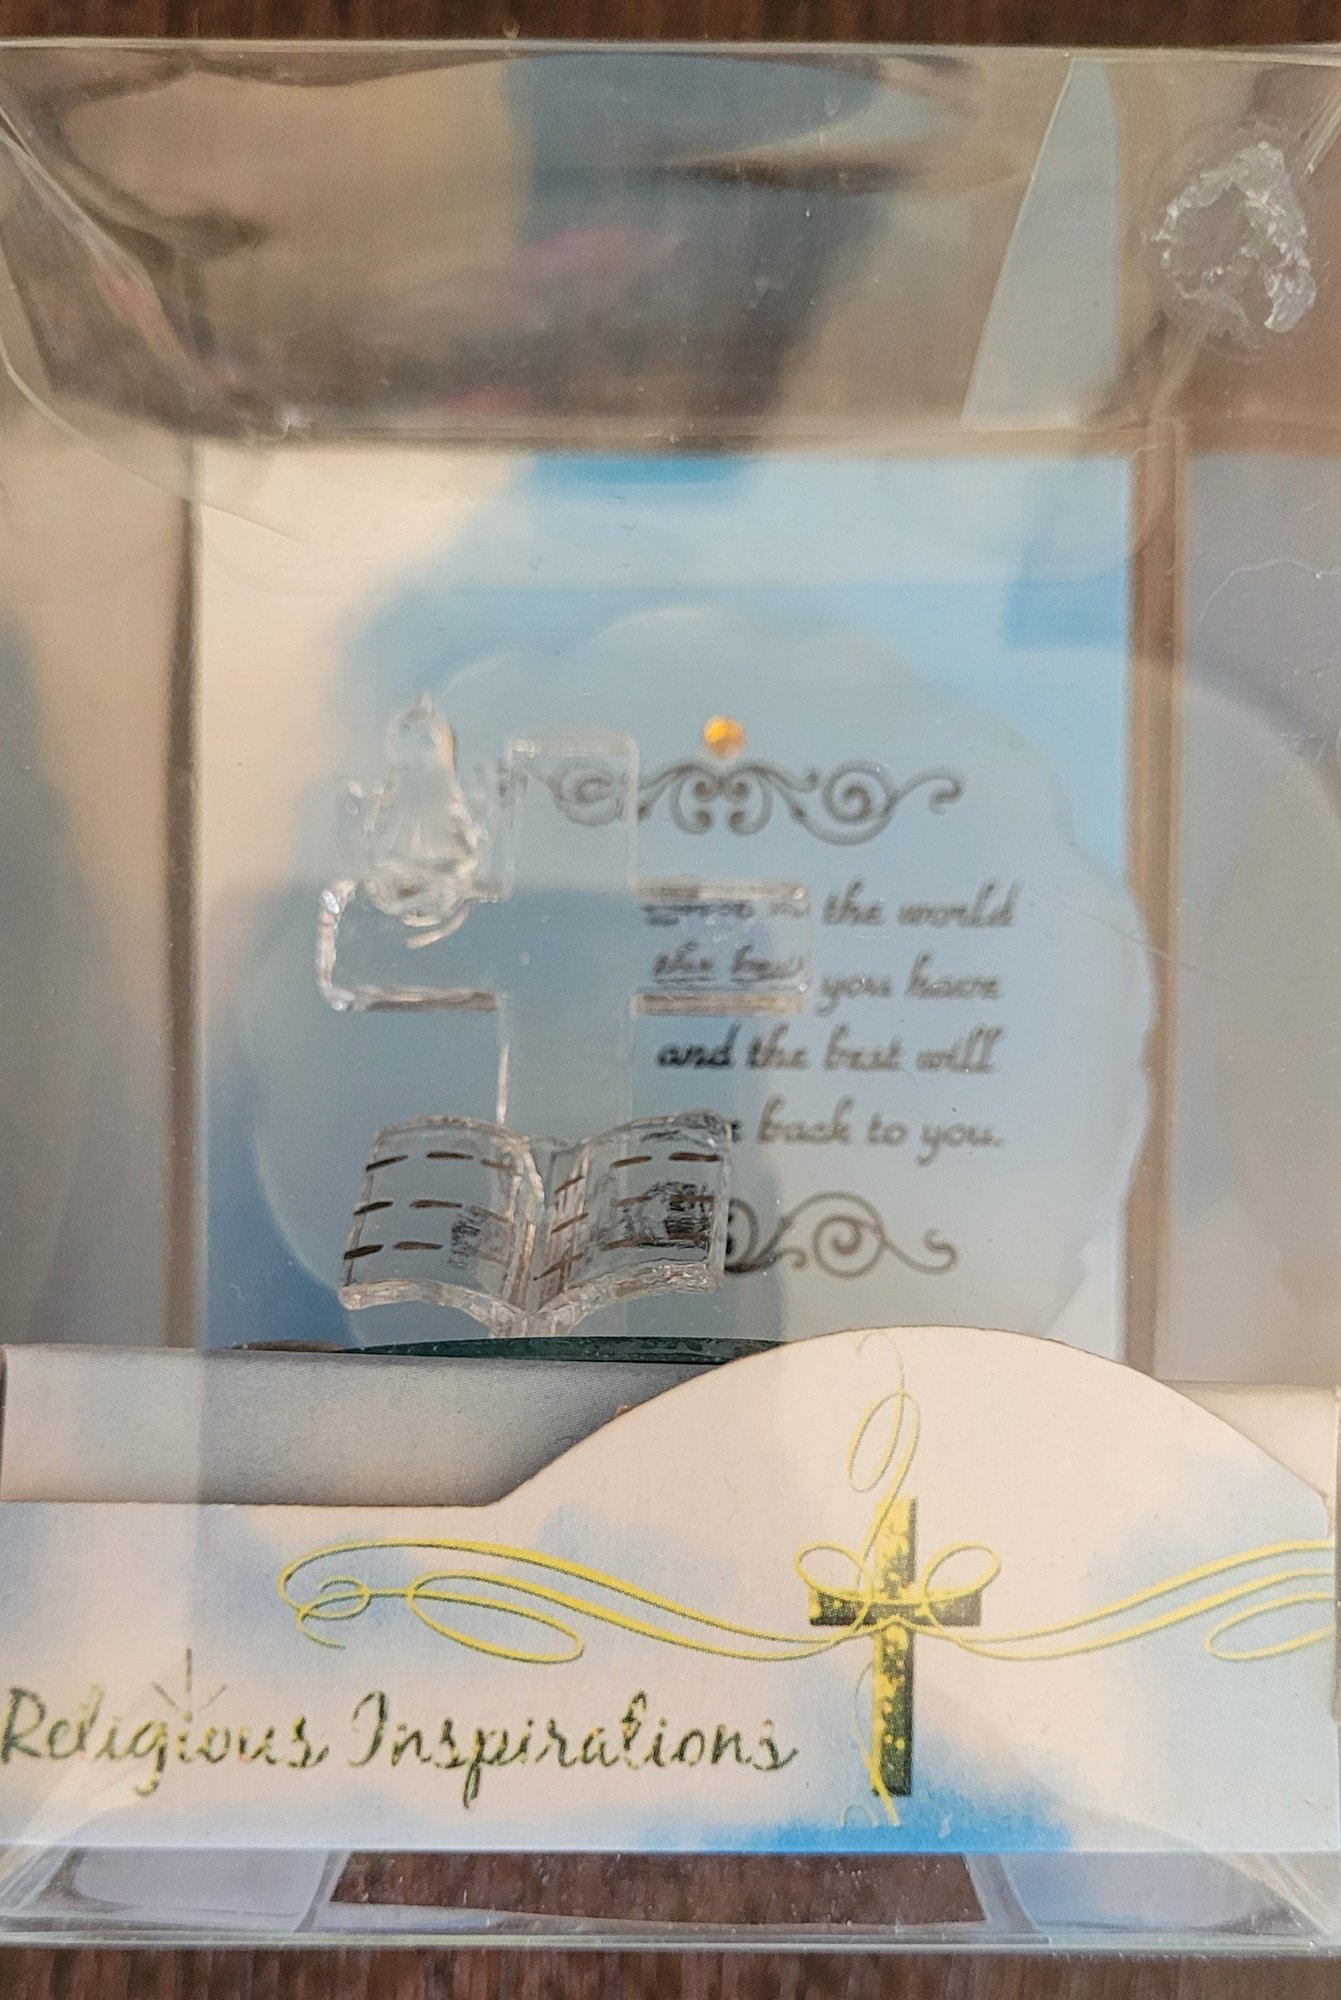 the world
the best you have
and the best will
back to you.
Religious Inspirations